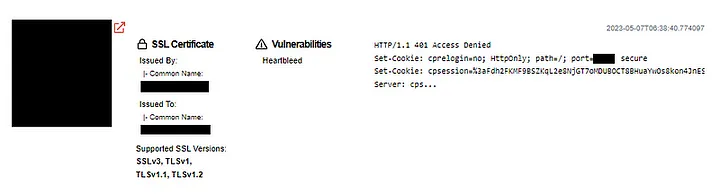 2023-05-07T06:38:40.774097
SSL Certificate
Issued By:
|- Common Name:
Issued To:
|- Common Name:
Supported SSL Versions:
SSLv3, TLSv1,
TLSv1.1, TLSv1.2
Vulnerabilities
Heartbleed
HTTP/1.1 401 Access Denied
Set-Cookie: cprelogin=no; HttpOnly; path=/; port= secure
Set-Cookie:
Server: cps...